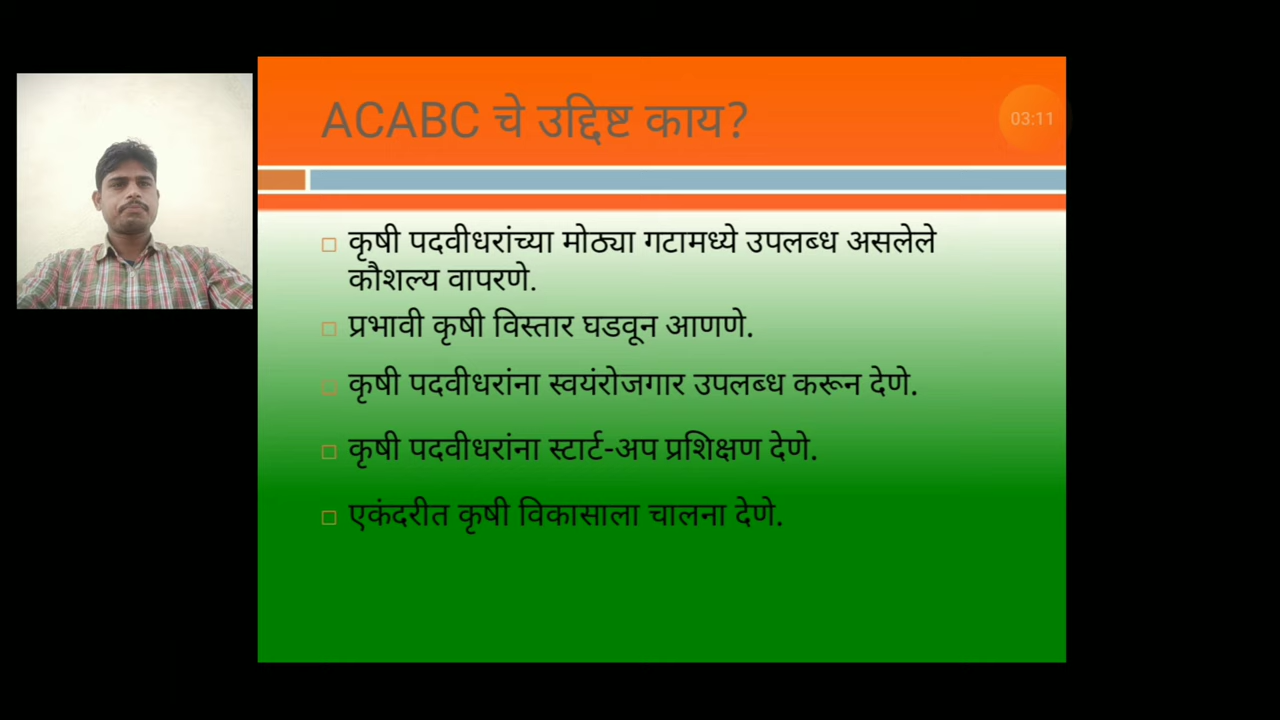 ACABC चे उद्दिष्ट काय?
03:11
कृषी पदवीधरांच्या मोठ्या गटामध्ये उपलब्ध असलेले
कौशल्य वापरणे.
प्रभावी कृषी विस्तार घडवून आणणे.
कृषी पदवीधरांना स्वयंरोजगार उपलब्ध करून देणे.
कृषी पदवीधरांना स्टार्ट-अप प्रशिक्षण देणे.
एकंदरीत कृषी विकासाला चालना देणे.